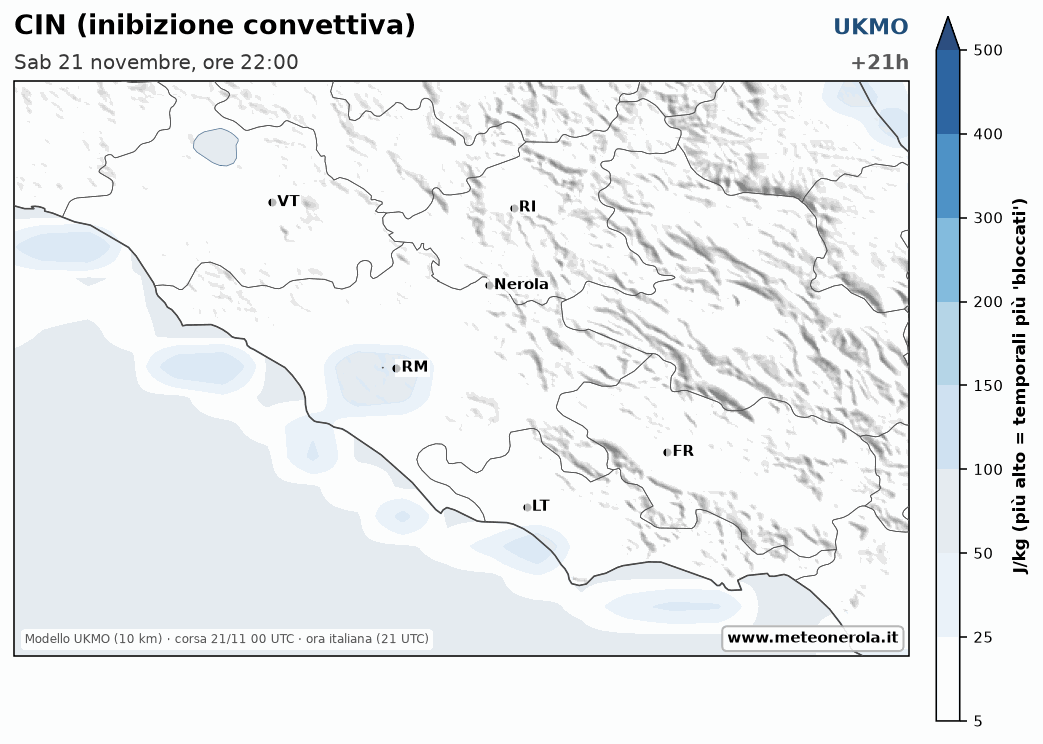 CIN (inibizione convettiva)
UKMO
Sab 21 novembre, ore 22:00
+21h
500
400
300
200
150
100
50
25
5
J/kg (più alto = temporali più 'bloccati')
VT
RI
Nerola
RM
FR
LT
Modello UKMO (10 km) · corsa 21/11 00 UTC · ora italiana (21 UTC)
www.meteonerola.it